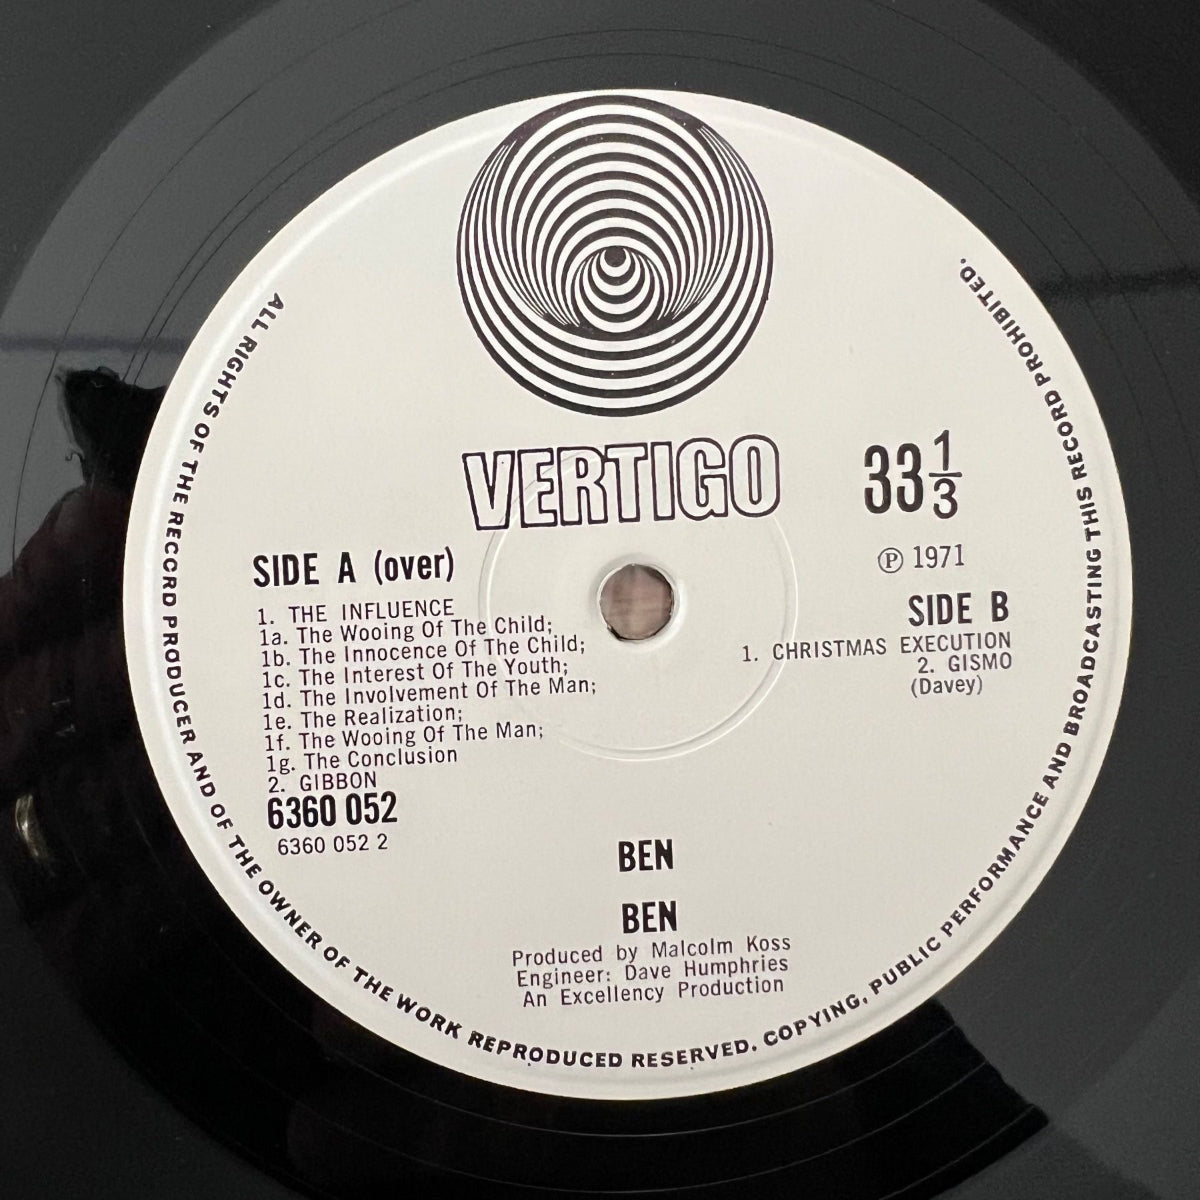 VERTIGO
33 1/3
℗ 1971
SIDE A (over)
1. THE INFLUENCE
1a. The Wooing Of The Child;
1b. The Innocence Of The Child;
1c. The Interest Of The Youth;
1d. The Involvement Of The Man;
1e. The Realization;
1f. The Wooing Of The Man;
1g. The Conclusion
2. GIBBON
6360 052
6360 052 2
SIDE B
1. CHRISTMAS EXECUTION
2. GISMO
(Davey)
BEN
BEN
Produced by Malcolm Koss
Engineer: Dave Humphries
An Excellency Production
ALL RIGHTS OF THE RECORD PRODUCER AND OF THE OWNER OF THE WORK REPRODUCED RESERVED. COPYING, PUBLIC PERFORMANCE AND BROADCASTING THIS RECORD PROHIBITED.